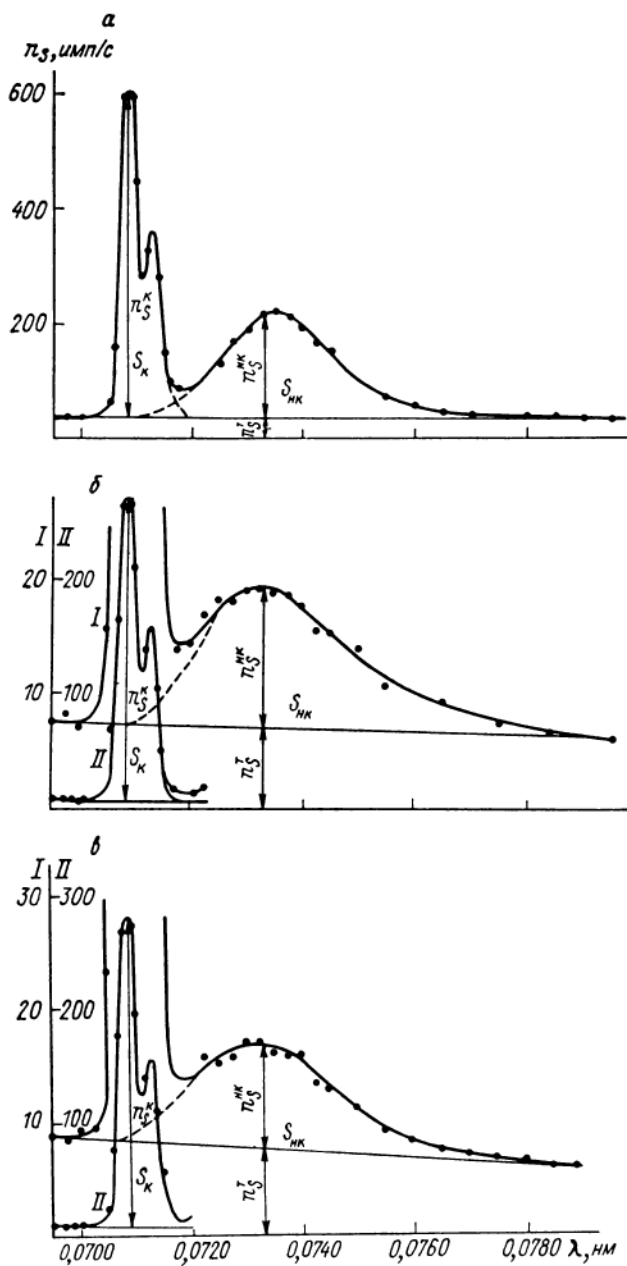 а
n_S, имп/с
600
400
200
n_S^к
S_к
n_S^нк
S_нк
n_S^т
б
I II
20 200
10 100
I
II
n_S^к
S_к
n_S^нк
S_нк
n_S^т
в
I II
30 300
20 200
10 100
II
n_S^к
S_к
n_S^нк
S_нк
n_S^т
0,0700 0,0720 0,0740 0,0760 0,0780 λ, нм